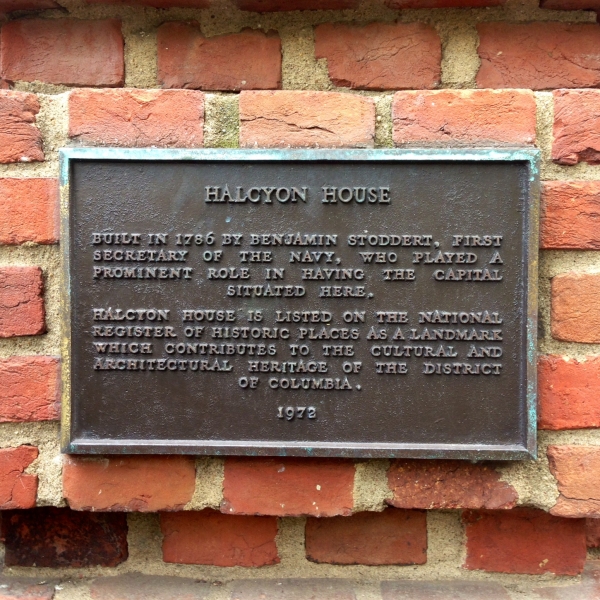 HALCYON HOUSE
BUILT IN 1786 BY BENJAMIN STODDERT, FIRST
SECRETARY OF THE NAVY, WHO PLAYED A
PROMINENT ROLE IN HAVING THE CAPITAL
SITUATED HERE.
HALCYON HOUSE IS LISTED ON THE NATIONAL
REGISTER OF HISTORIC PLACES AS A LANDMARK
WHICH CONTRIBUTES TO THE CULTURAL AND
ARCHITECTURAL HERITAGE OF THE DISTRICT
OF COLUMBIA.
1972